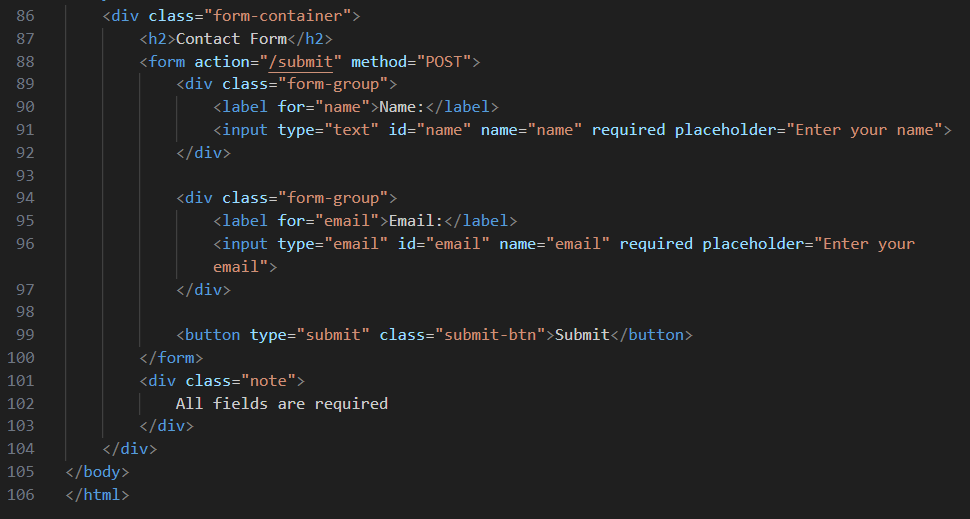 86 <div class="form-container">
87 <h2>Contact Form</h2>
88 <form action="/submit" method="POST">
89 <div class="form-group">
90 <label for="name">Name:</label>
91 <input type="text" id="name" name="name" required placeholder="Enter your name">
92 </div>
93
94 <div class="form-group">
95 <label for="email">Email:</label>
96 <input type="email" id="email" name="email" required placeholder="Enter your
email">
97 </div>
98
99 <button type="submit" class="submit-btn">Submit</button>
100 </form>
101 <div class="note">
102 All fields are required
103 </div>
104 </div>
105 </body>
106 </html>